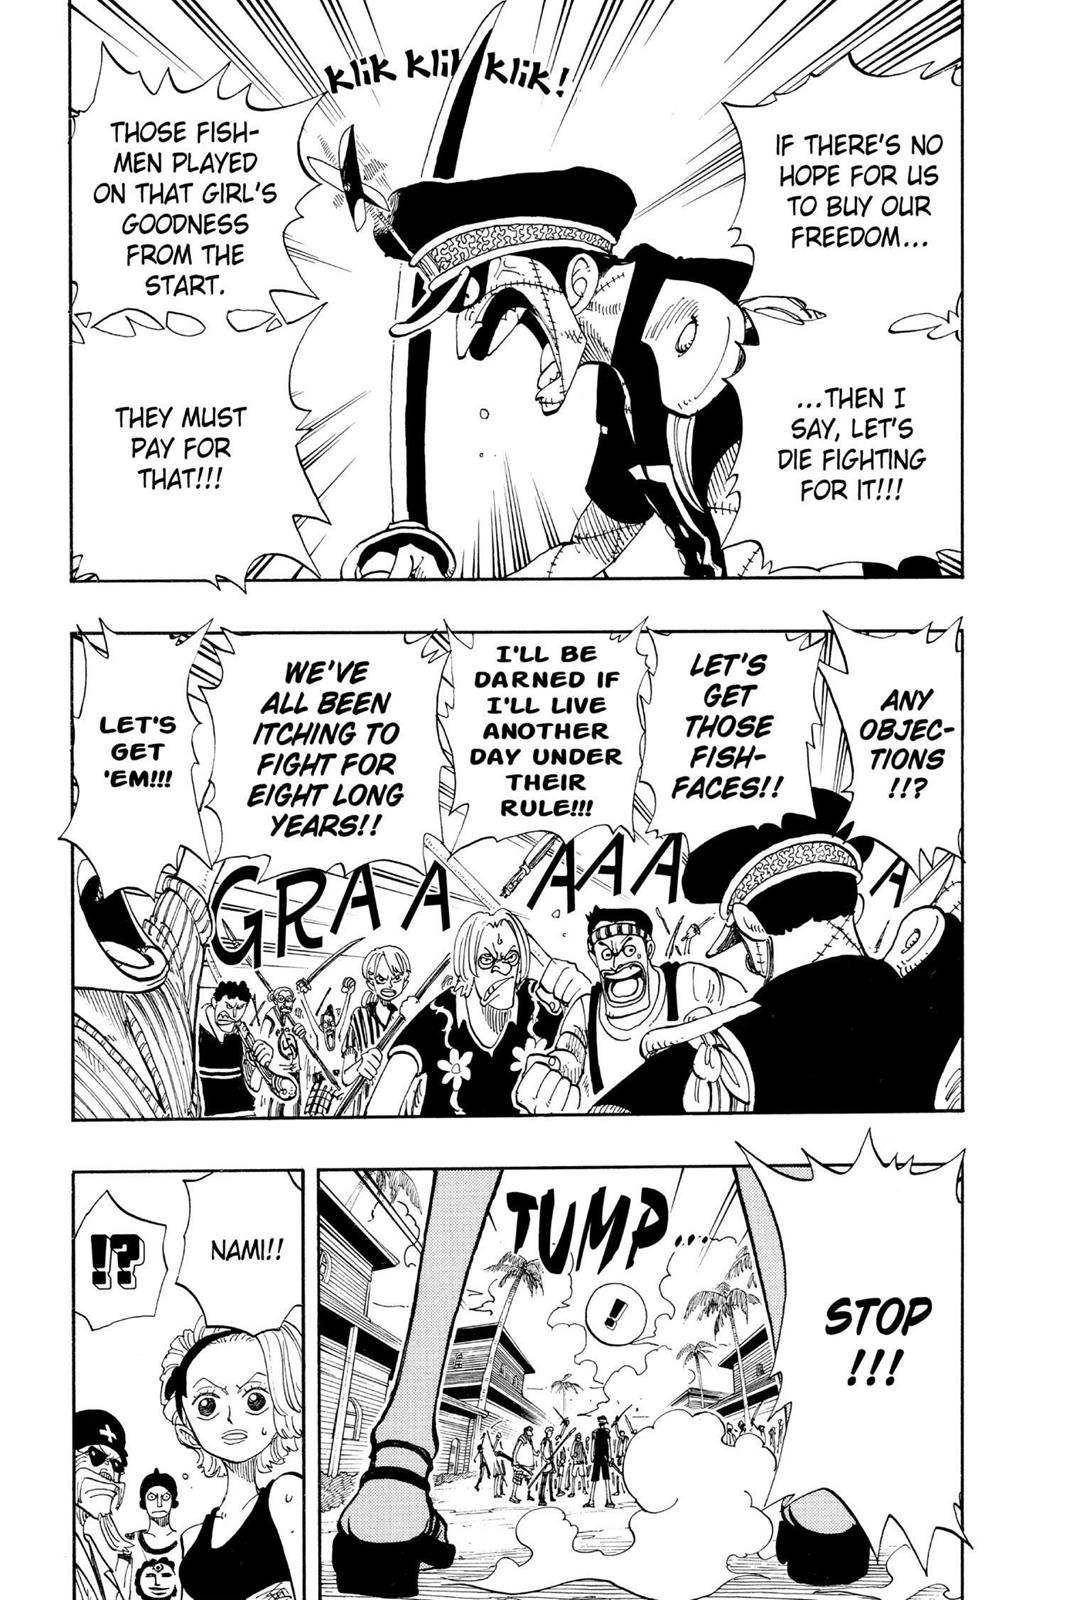 Klik Klik Klik!
IF THERE'S NO
HOPE FOR US
TO BUY OUR
FREEDOM...
...THEN I
SAY, LET'S
DIE FIGHTING
FOR IT!!!
THOSE FISH-
MEN PLAYED
ON THAT GIRL'S
GOODNESS
FROM THE
START.
THEY MUST
PAY FOR
THAT!!!
ANY
OBJEC-
TIONS
!!?
LET'S
GET
THOSE
FISH-
FACES!!
I'LL BE
DARNED IF
I'LL LIVE
ANOTHER
DAY UNDER
THEIR
RULE!!!
WE'VE
ALL BEEN
ITCHING TO
FIGHT FOR
EIGHT LONG
YEARS!!
LET'S
GET
'EM!!!
GRAA AAA A
STOP
!!!
TUMP...
!
NAMI!!
!?